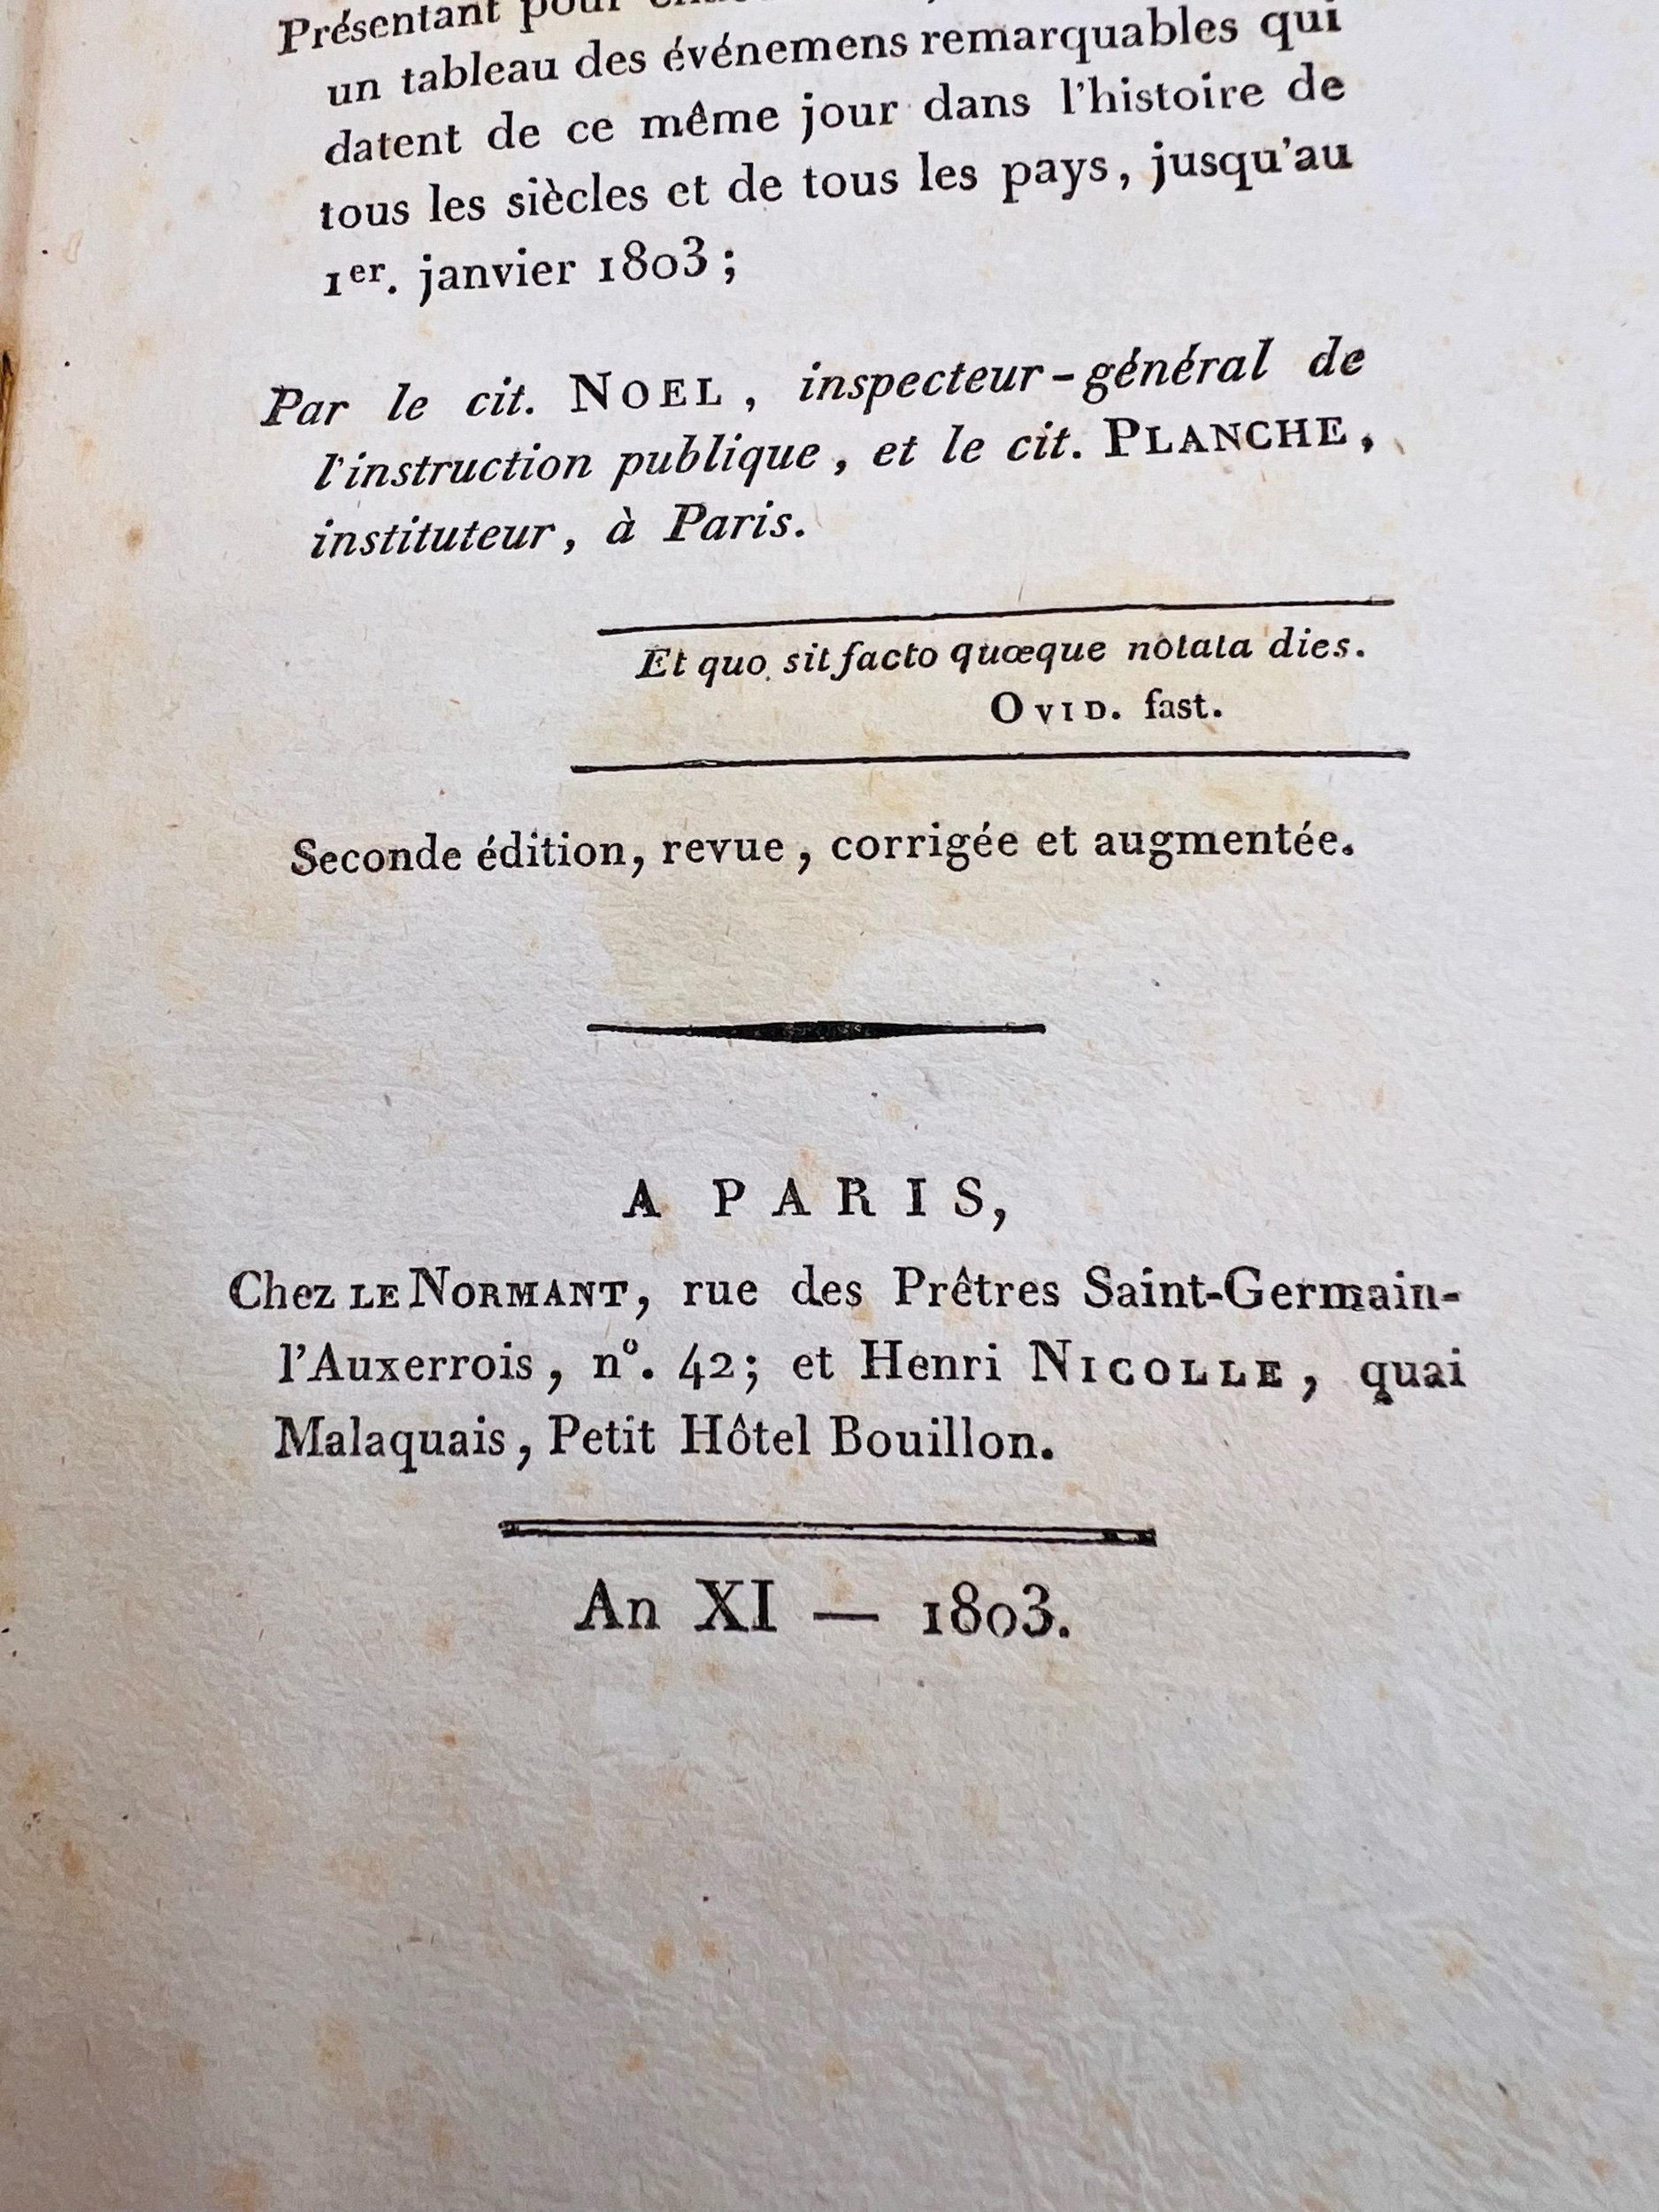 Présentant pour
un tableau des événemens remarquables qui
datent de ce même jour dans l'histoire de
tous les siècles et de tous les pays, jusqu'au
1er. janvier 1803 ;
Par le cit. NOEL, inspecteur-général de
l'instruction publique, et le cit. PLANCHE,
instituteur, à Paris.
Et quo sit facto quœque notata dies.
OVID. fast.
Seconde édition, revue, corrigée et augmentée.
A PARIS,
Chez LE NORMANT, rue des Prêtres Saint-Germain-
l'Auxerrois, n°. 42; et Henri NICOLLE, quai
Malaquais, Petit Hôtel Bouillon.
An XI — 1803.